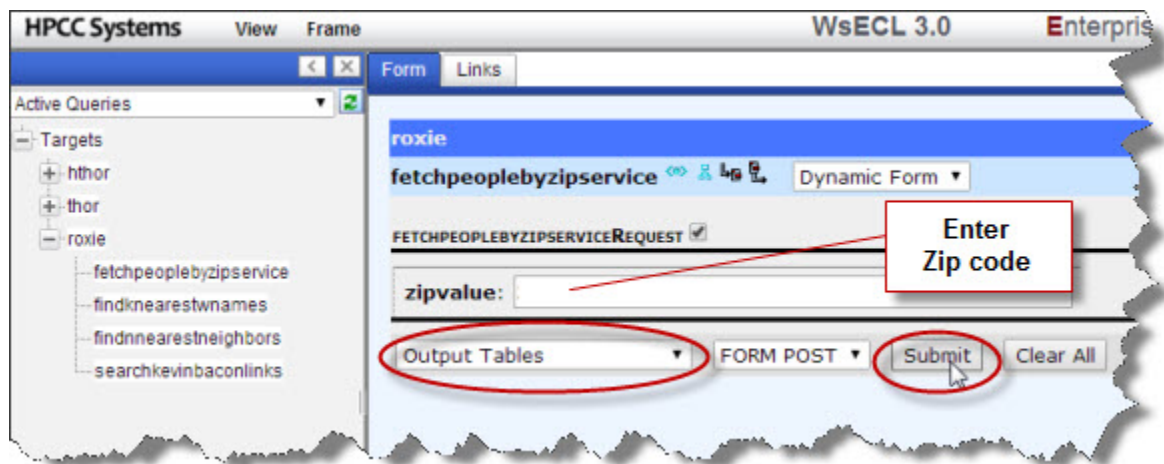 HPCC Systems View Frame WsECL 3.0 Enterpris
Form Links
Active Queries
Targets
hthor
thor
roxie
fetchpeoplebyzipservice
findknearestwnames
findnnearestneighbors
searchkevinbaconlinks
roxie
fetchpeoplebyzipservice Dynamic Form
FETCHPEOPLEBYZIPSERVICEREQUEST
Enter
Zip code
zipvalue:
Output Tables FORM POST Submit Clear All